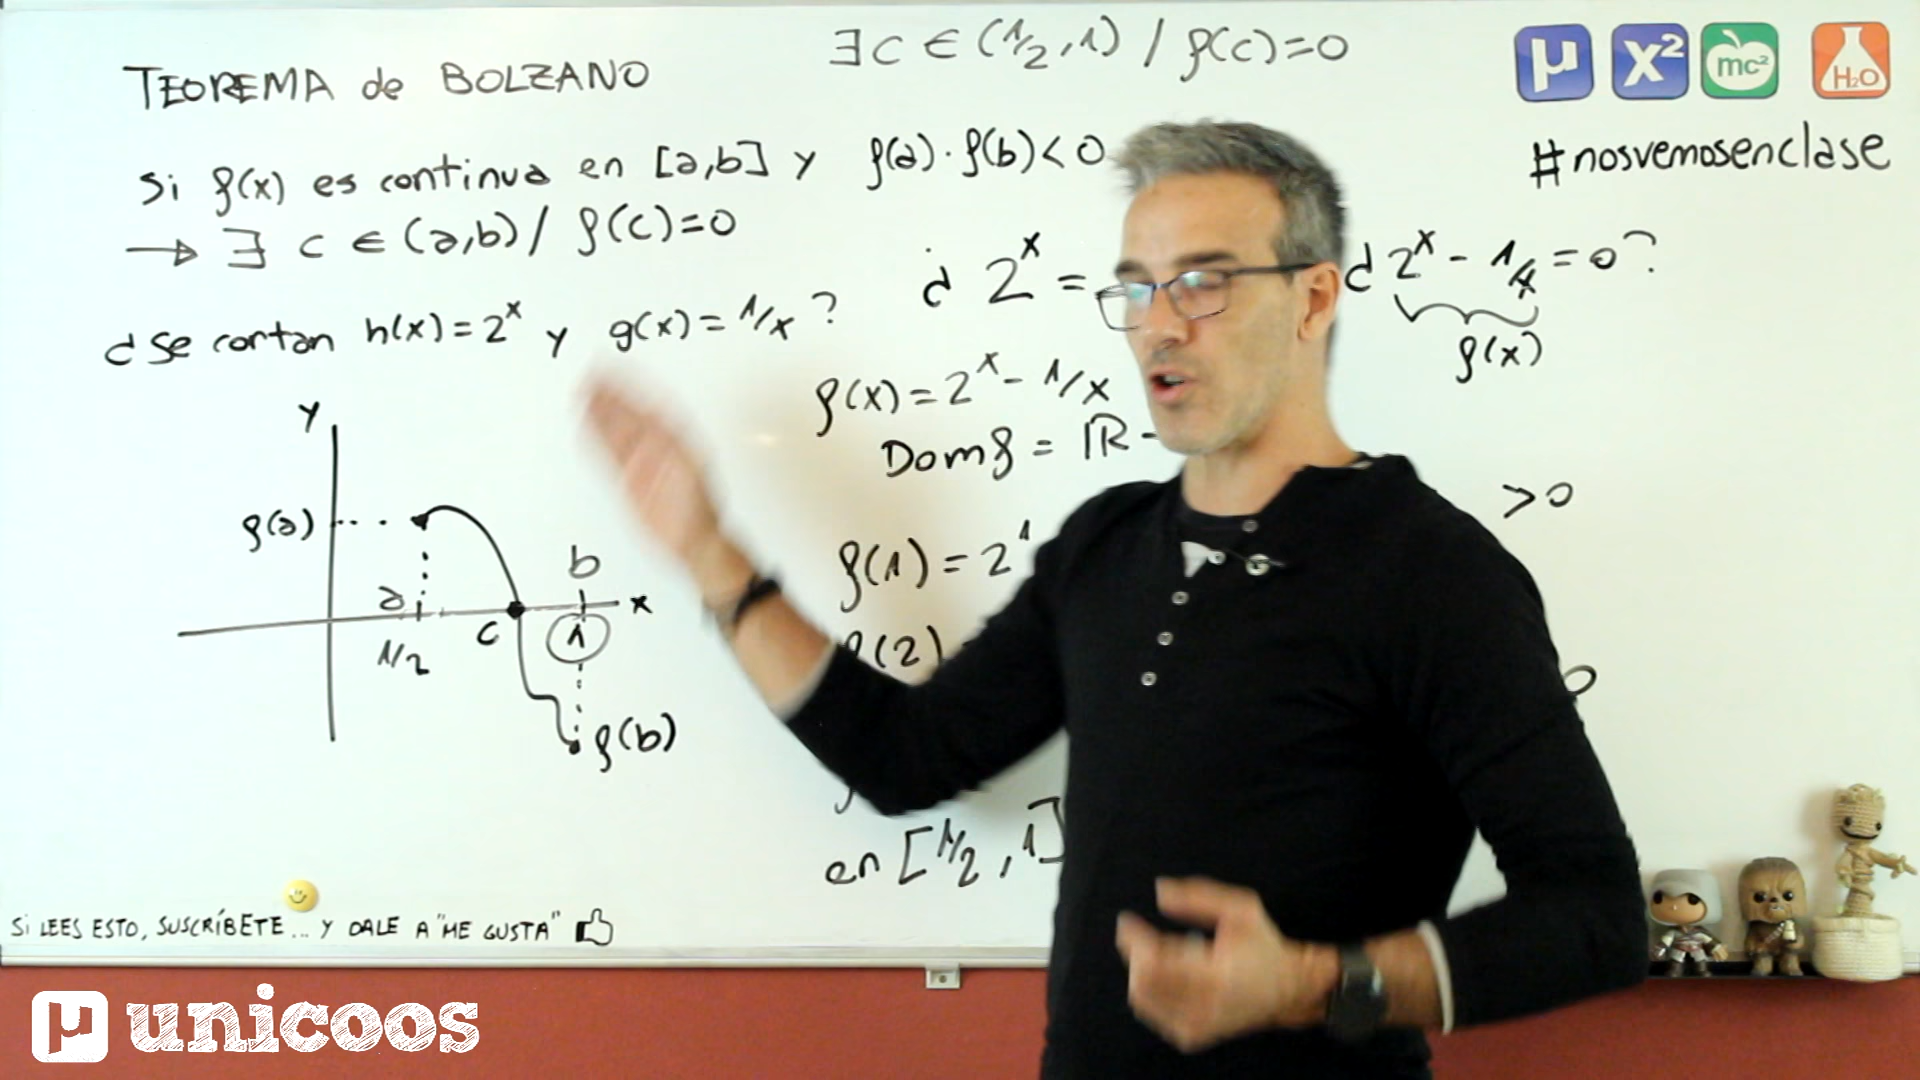 TEOREMA de BOLZANO
Si f(x) es continua en [a,b] y f(a)·f(b)<0
→ ∃ c ∈ (a,b) / f(c)=0
¿Se cortan h(x)=2^x y g(x)=1/x ?
y
f(a)
a
1/2
c
b
1
x
f(b)
∃ c ∈ (1/2,1) / f(c)=0
¿ 2^x =
¿ 2^x - 1/x = 0?
f(x)
f(x) = 2^x - 1/x
Dom f = ℝ -
>0
f(1) = 2^1
f(2)
0
en [1/2, 1]
μ
x²
mc²
H₂O
#nosvemosenclase
Si LEES ESTO, SUSCRÍBETE... Y DALE A "ME GUSTA"
μ unicoos